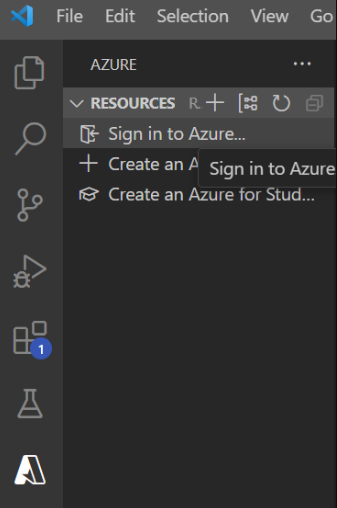 File Edit Selection View Go
AZURE
RESOURCES R.
Sign in to Azure...
Create an A
Sign in to Azure
Create an Azure for Stud...
1